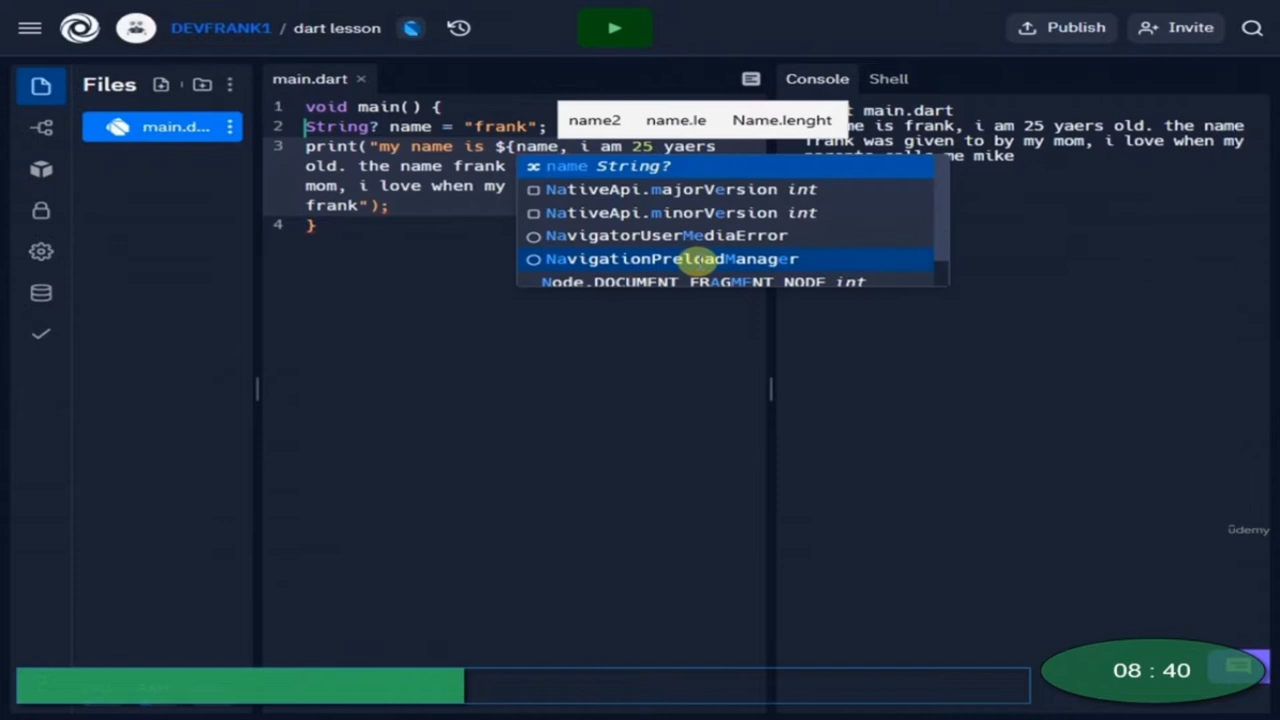 DEVFRANK1 / dart lesson
Publish
Invite
Files
main.d...
main.dart ×
Console
Shell
1 void main() {
2 String? name = "frank";
3 print("my name is ${name, i am 25 yaers
old. the name frank
mom, i love when my
frank");
4 }
name2 name.le Name.lenght
name String?
NativeApi.majorVersion int
NativeApi.minorVersion int
NavigatorUserMediaError
NavigationPreloadManager
Node.DOCUMENT_FRAGMENT_NODE int
main.dart
e is frank, i am 25 yaers old. the name
frank was given to by my mom, i love when my
me mike
ûdemy
08 : 40